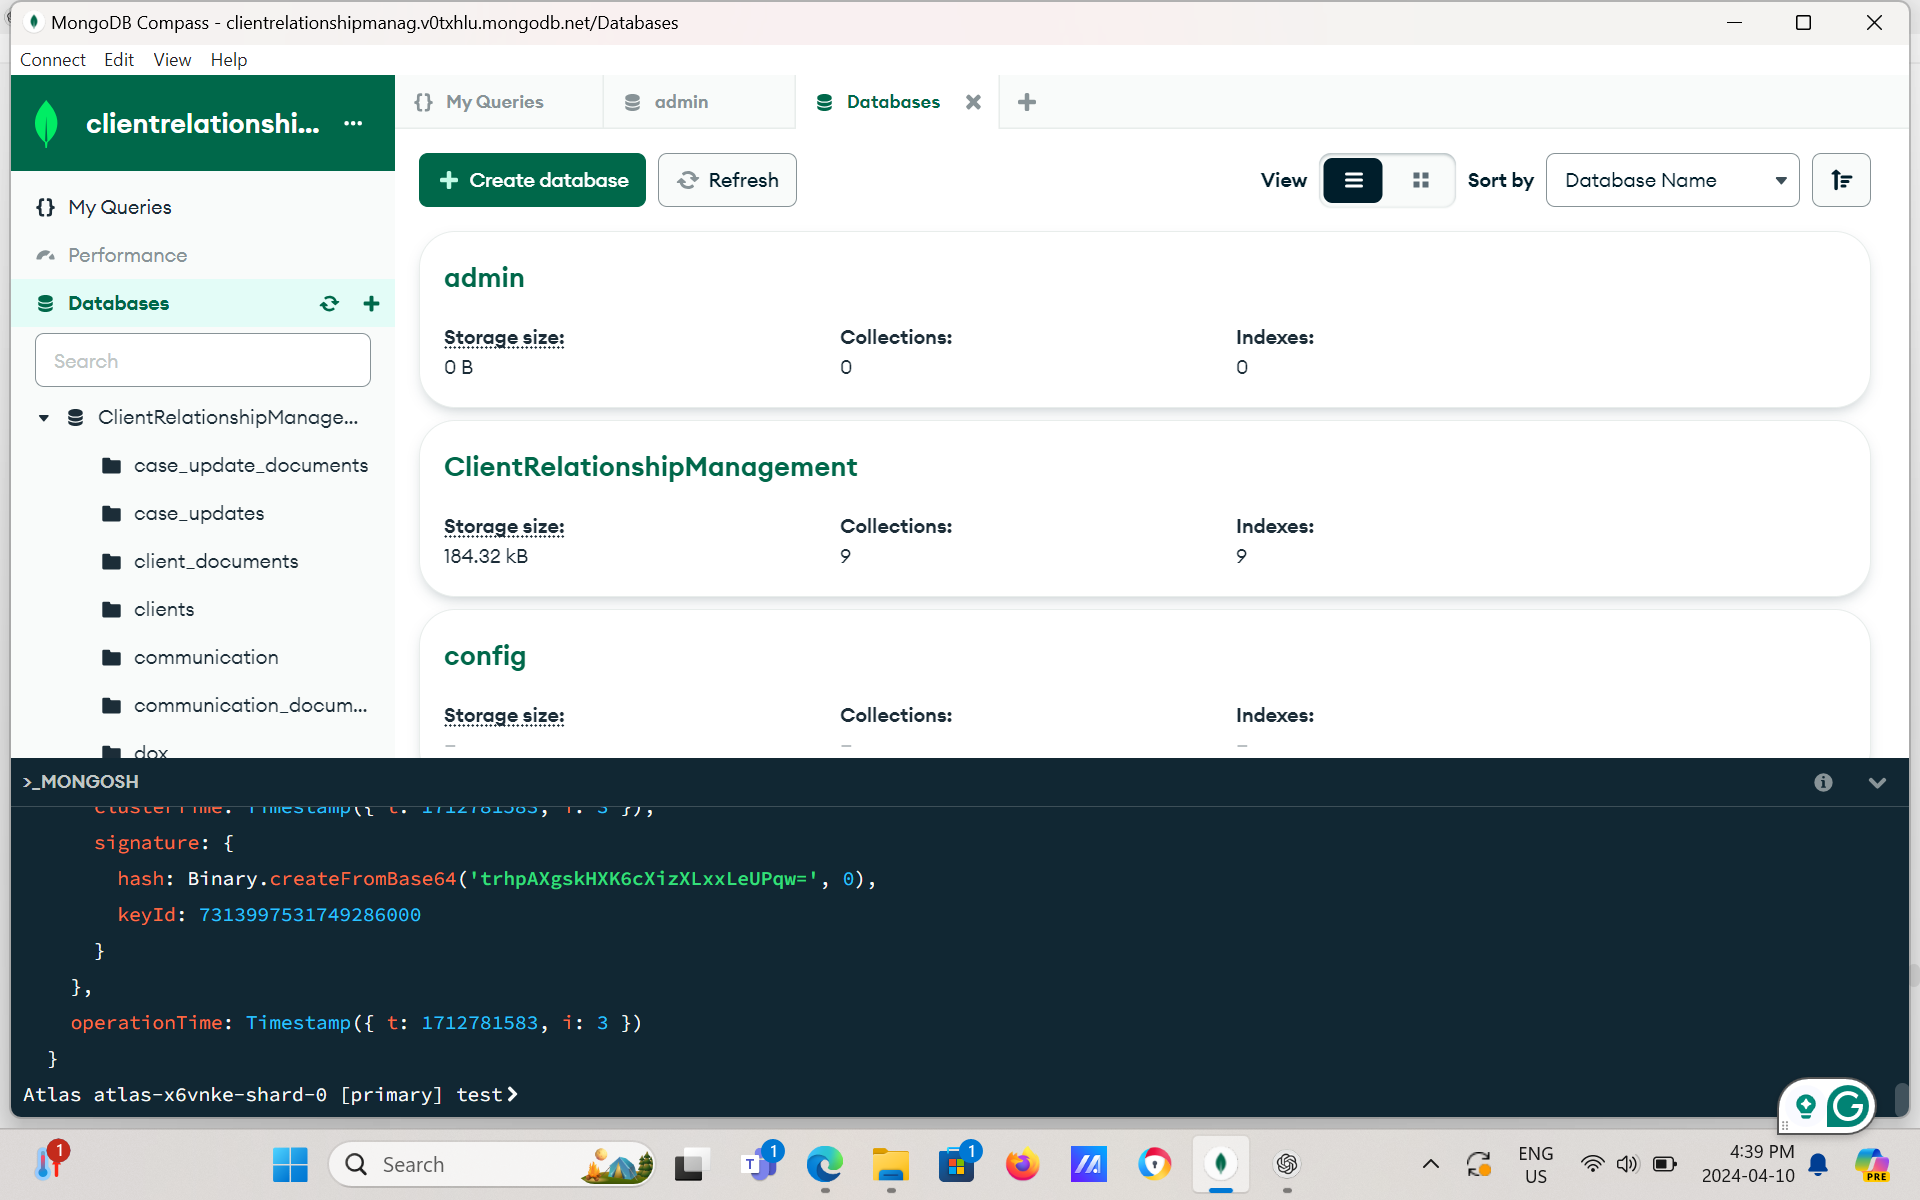 MongoDB Compass - clientrelationshipmanag.v0txhlu.mongodb.net/Databases
Connect Edit View Help
clientrelationshi... ...
My Queries
admin
Databases
My Queries
Performance
Databases
Search
ClientRelationshipManage...
case_update_documents
case_updates
client_documents
clients
communication
communication_docum...
dox
Create database
Refresh
View
Sort by
Database Name
admin
Storage size: Collections: Indexes:
0 B 0 0
ClientRelationshipManagement
Storage size: Collections: Indexes:
184.32 kB 9 9
config
Storage size: Collections: Indexes:
– – –
>_MONGOSH
clusterTime: Timestamp({ t: 1712781583, i: 3 }),
signature: {
hash: Binary.createFromBase64('trhpAXgskHXK6cXizXLxxLeUPqw=', 0),
keyId: 7313997531749286000
}
},
operationTime: Timestamp({ t: 1712781583, i: 3 })
}
Atlas atlas-x6vnke-shard-0 [primary] test>
1
Search
1
1
ENG
US
4:39 PM
2024-04-10
PRE